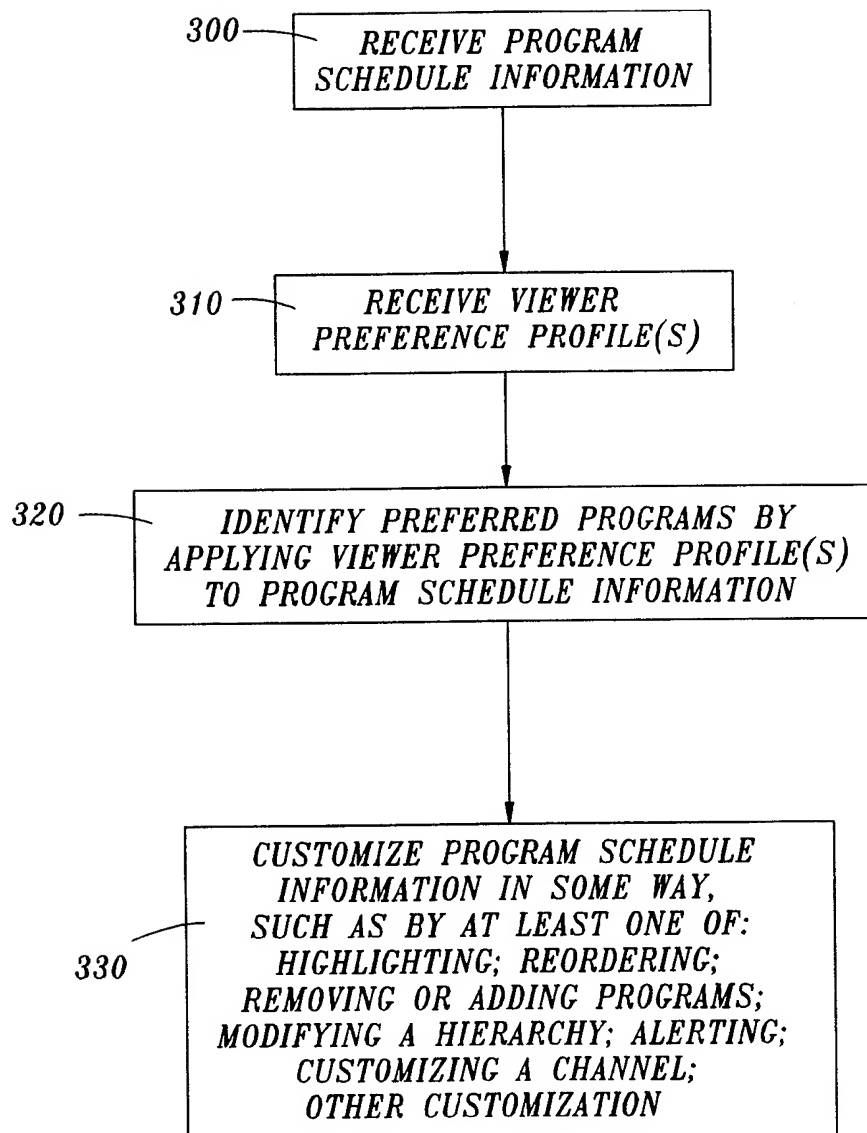 300
RECEIVE PROGRAM
SCHEDULE INFORMATION
310
RECEIVE VIEWER
PREFERENCE PROFILE(S)
320
IDENTIFY PREFERRED PROGRAMS BY
APPLYING VIEWER PREFERENCE PROFILE(S)
TO PROGRAM SCHEDULE INFORMATION
330
CUSTOMIZE PROGRAM SCHEDULE
INFORMATION IN SOME WAY,
SUCH AS BY AT LEAST ONE OF:
HIGHLIGHTING; REORDERING;
REMOVING OR ADDING PROGRAMS;
MODIFYING A HIERARCHY; ALERTING;
CUSTOMIZING A CHANNEL;
OTHER CUSTOMIZATION